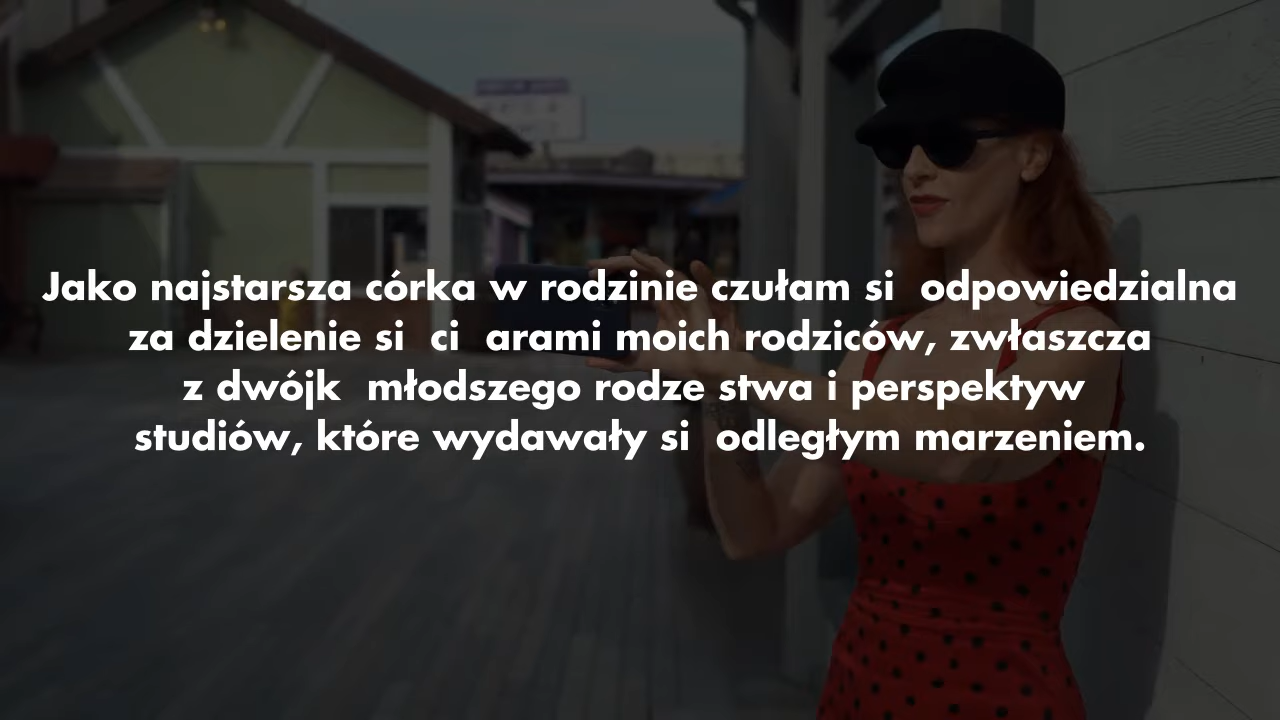 Jako najstarsza córka w rodzinie czułam si odpowiedzialna
za dzielenie si ci arami moich rodziców, zwłaszcza
z dwójk młodszego rodze stwa i perspektyw
studiów, które wydawały si odległym marzeniem.